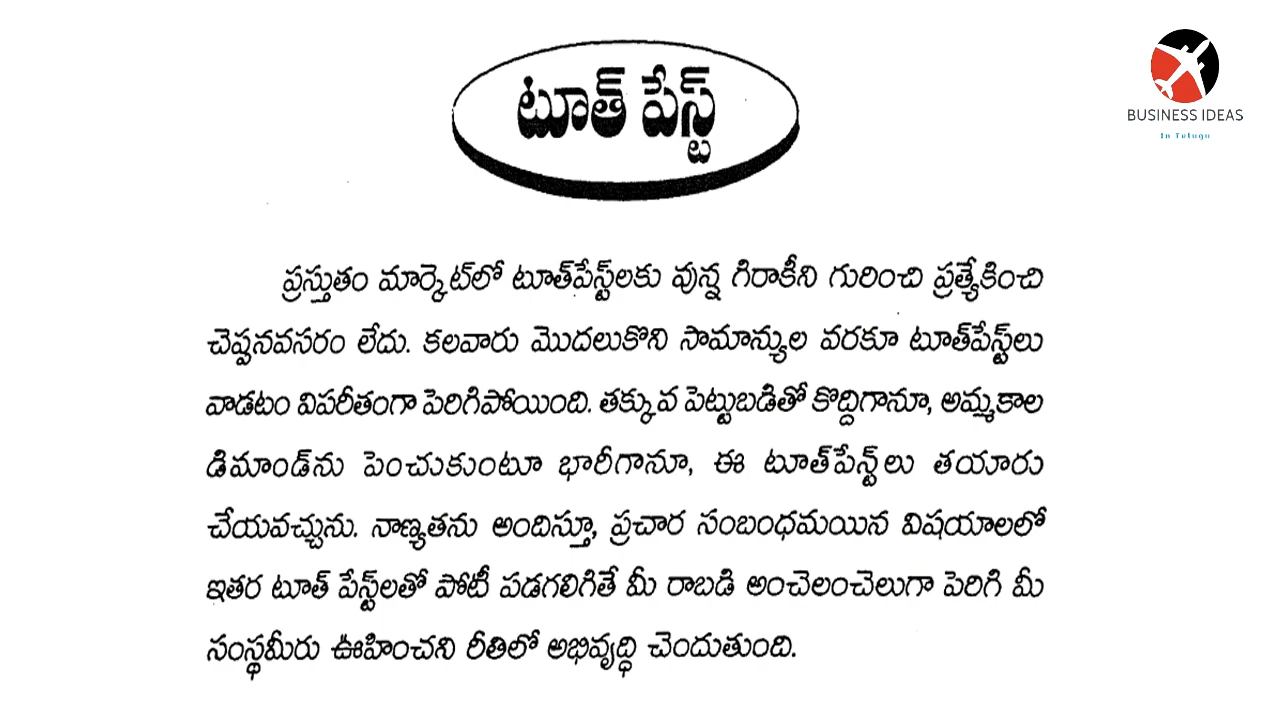 టూత్ పేస్ట్
BUSINESS IDEAS
In Telugu
ప్రస్తుతం మార్కెట్‌లో టూత్‌పేస్ట్‌లకు వున్న గిరాకీని గురించి ప్రత్యేకించి
చెప్పనవసరం లేదు. కలవారు మొదలుకొని సామాన్యుల వరకూ టూత్‌పేస్ట్‌లు
వాడటం విపరీతంగా పెరిగిపోయింది. తక్కువ పెట్టుబడితో కొద్దిగానూ, అమ్మకాల
డిమాండ్‌ను పెంచుకుంటూ భారీగానూ, ఈ టూత్‌పేస్ట్‌లు తయారు
చేయవచ్చును. నాణ్యతను అందిస్తూ, ప్రచార సంబంధమయిన విషయాలలో
ఇతర టూత్ పేస్ట్‌లతో పోటీ పడగలిగితే మీ రాబడి అంచెలంచెలుగా పెరిగి మీ
సంస్థమీరు ఊహించని రీతిలో అభివృద్ధి చెందుతుంది.